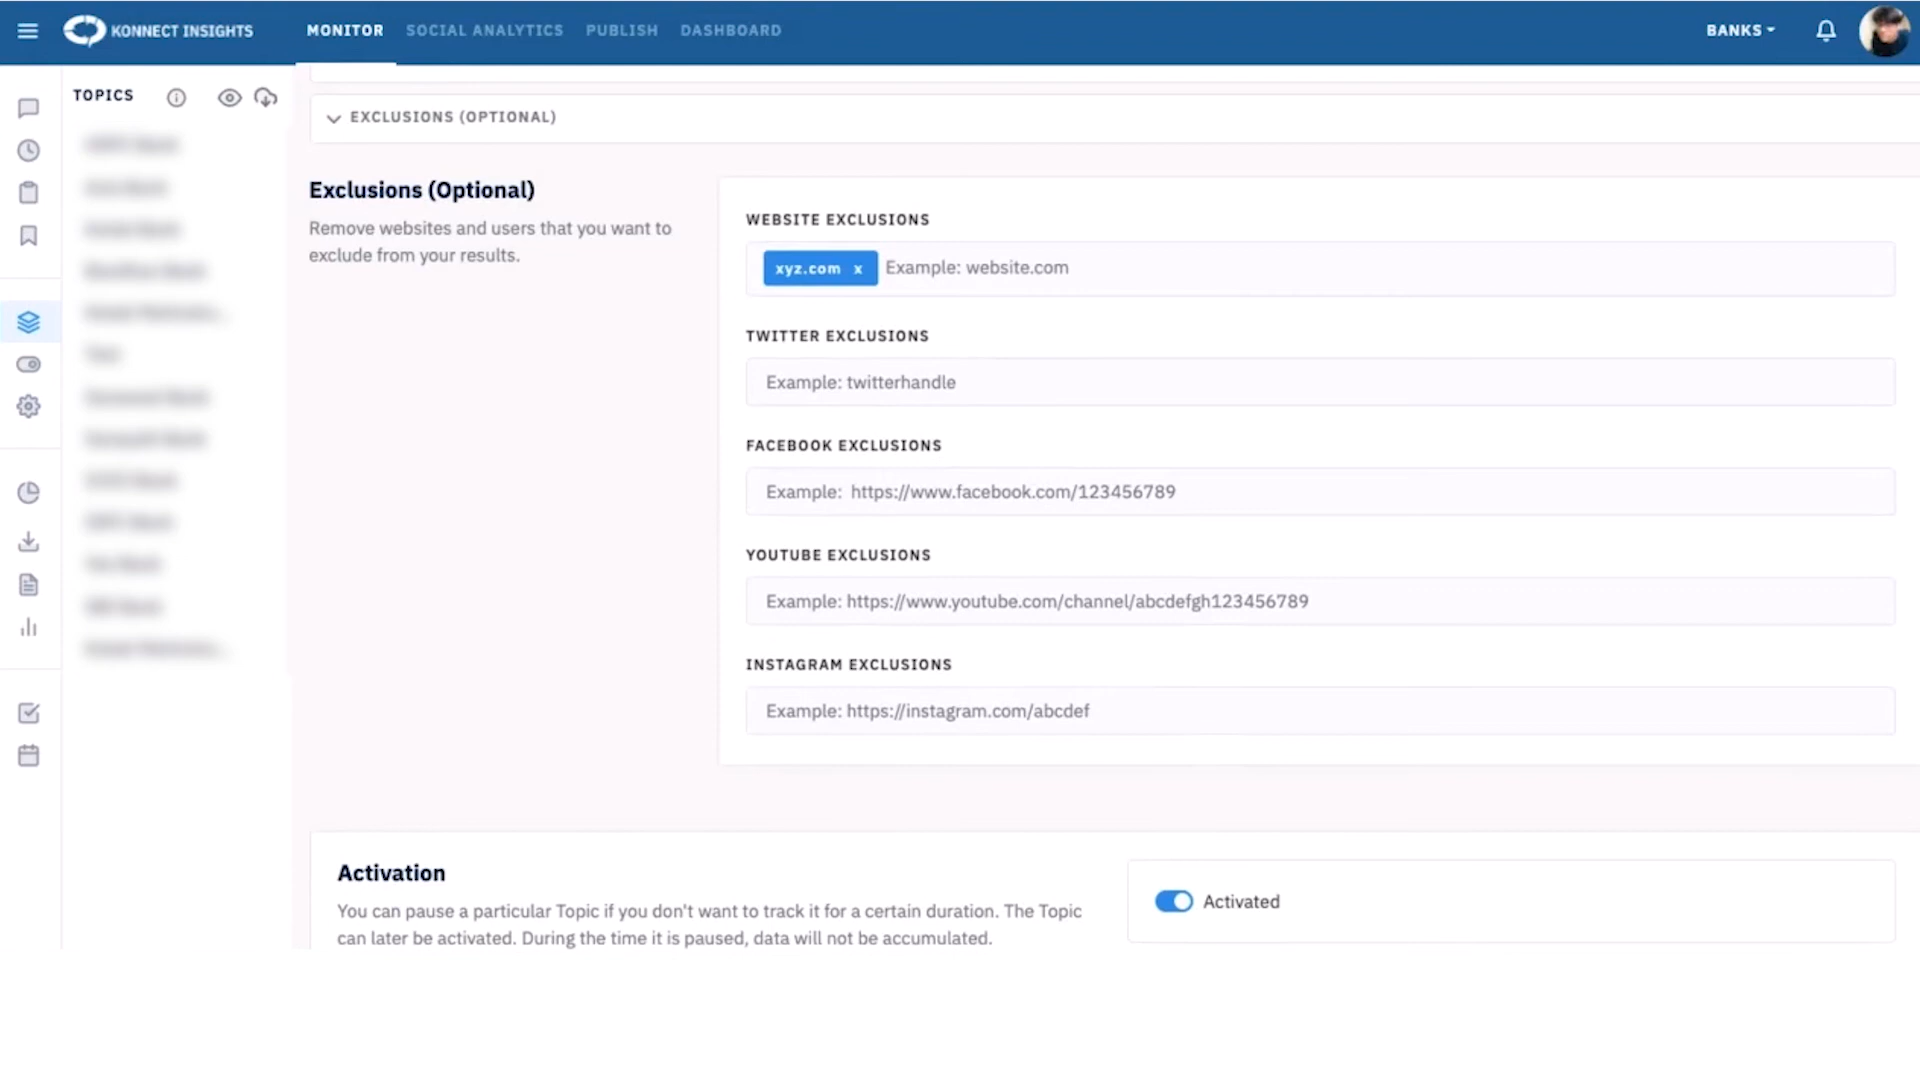 KONNECT INSIGHTS
MONITOR
SOCIAL ANALYTICS
PUBLISH
DASHBOARD
BANKS
TOPICS
EXCLUSIONS (OPTIONAL)
Exclusions (Optional)
Remove websites and users that you want to
exclude from your results.
WEBSITE EXCLUSIONS
xyz.com x Example: website.com
TWITTER EXCLUSIONS
Example: twitterhandle
FACEBOOK EXCLUSIONS
Example: https://www.facebook.com/123456789
YOUTUBE EXCLUSIONS
Example: https://www.youtube.com/channel/abcdefgh123456789
INSTAGRAM EXCLUSIONS
Example: https://instagram.com/abcdef
Activation
You can pause a particular Topic if you don't want to track it for a certain duration. The Topic
can later be activated. During the time it is paused, data will not be accumulated.
Activated